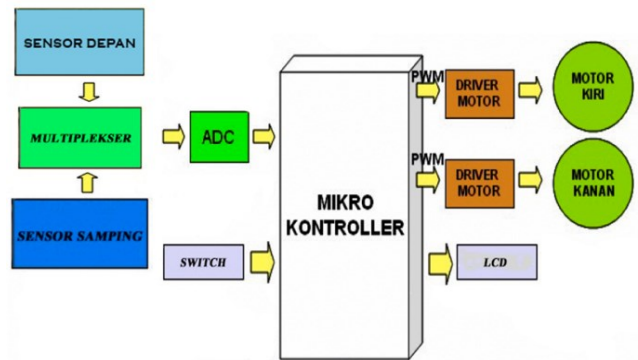 SENSOR DEPAN
MULTIPLEKSER
SENSOR SAMPING
ADC
SWITCH
MIKRO
KONTROLLER
PWM
DRIVER
MOTOR
MOTOR
KIRI
PWM
DRIVER
MOTOR
MOTOR
KANAN
LCD